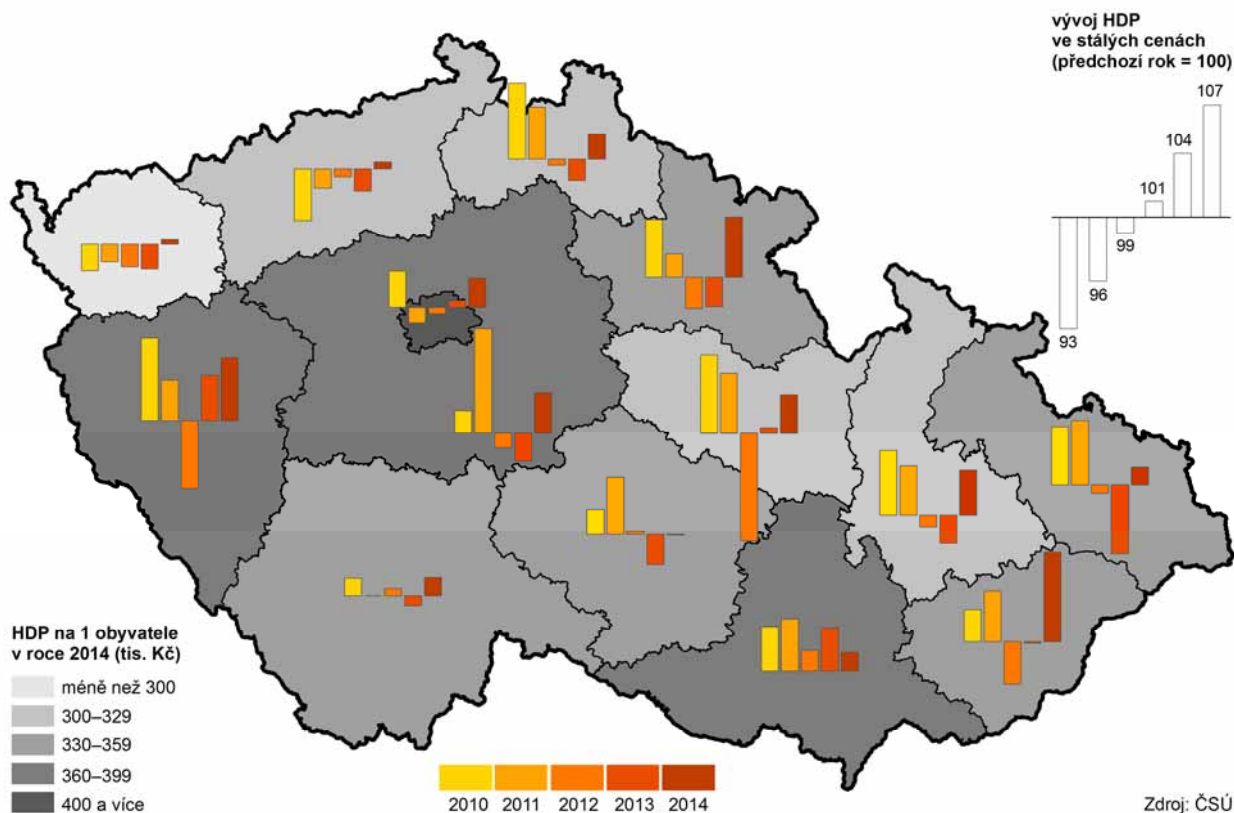 vývoj HDP
ve stálých cenách
(předchozí rok = 100)
107
104
101
99
96
93
HDP na 1 obyvatele
v roce 2014 (tis. Kč)
méně než 300
300–329
330–359
360–399
400 a více
2010 2011 2012 2013 2014
Zdroj: ČSÚ